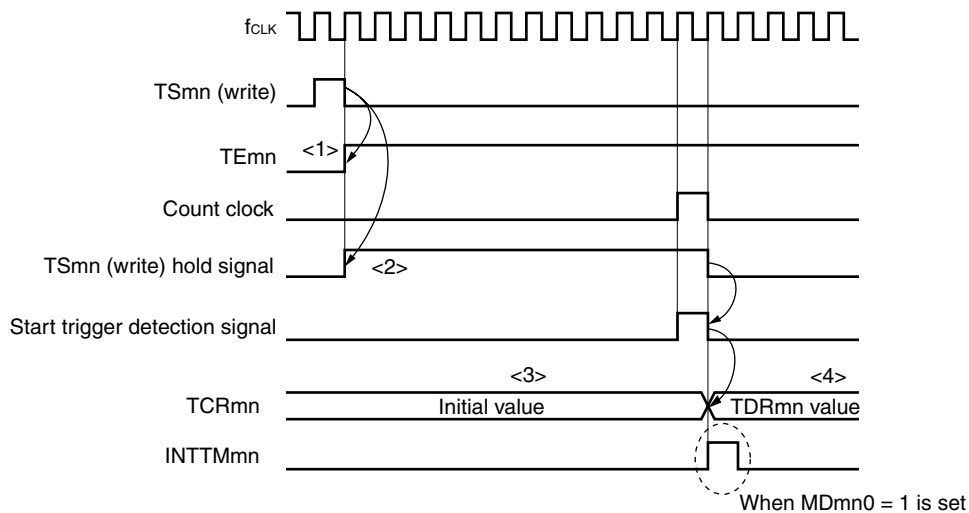 fCLK
TSmn (write)
TEmn
<1>
Count clock
TSmn (write) hold signal
<2>
Start trigger detection signal
<3>
<4>
TCRmn
Initial value
TDRmn value
INTTMmn
When MDmn0 = 1 is set